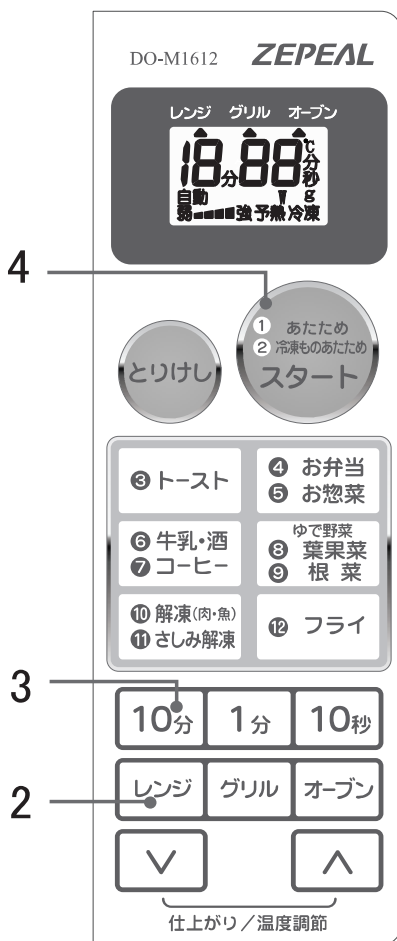 DO-M1612 ZEPEAL
レンジ グリル オーブン
18分88℃分秒g
自動
弱 強 予熱 冷凍
4
① あたため
② 冷凍もののあたため
スタート
とりけし
❸ トースト
❹ お弁当
❺ お惣菜
❻ 牛乳・酒
❼ コーヒー
ゆで野菜
❽ 葉果菜
❾ 根菜
❿ 解凍(肉・魚)
⓫ さしみ解凍
⓬ フライ
3
10分 1分 10秒
2
レンジ グリル オーブン
∨ ∧
仕上がり/温度調節